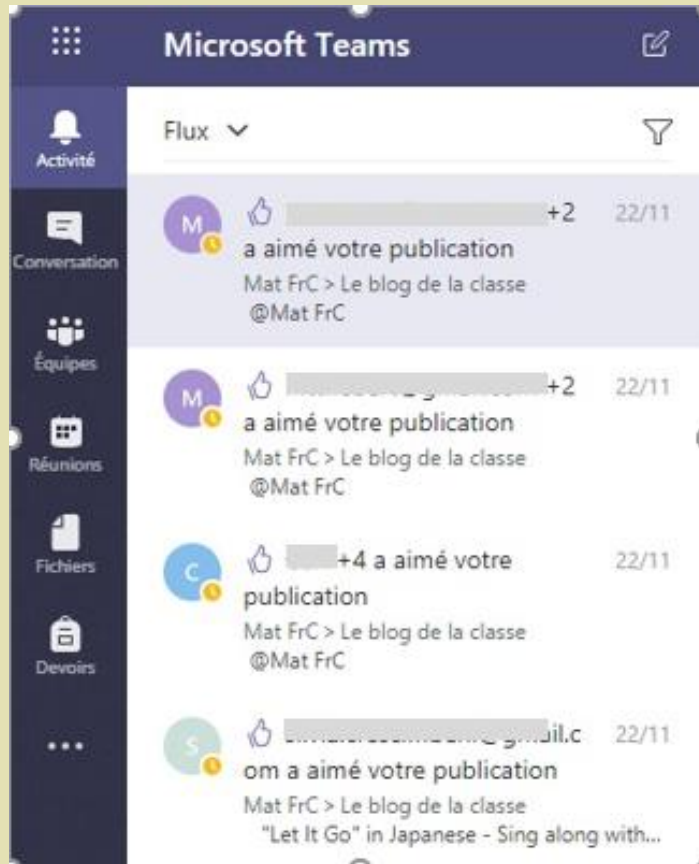 Microsoft Teams
Activité
Conversation
Équipes
Réunions
Fichiers
Devoirs
Flux
M
+2 22/11
a aimé votre publication
Mat FrC > Le blog de la classe
@Mat FrC
M
+2 22/11
a aimé votre publication
Mat FrC > Le blog de la classe
@Mat FrC
C
+4 a aimé votre 22/11
publication
Mat FrC > Le blog de la classe
@Mat FrC
S
22/11
om a aimé votre publication
Mat FrC > Le blog de la classe
"Let It Go" in Japanese - Sing along with...